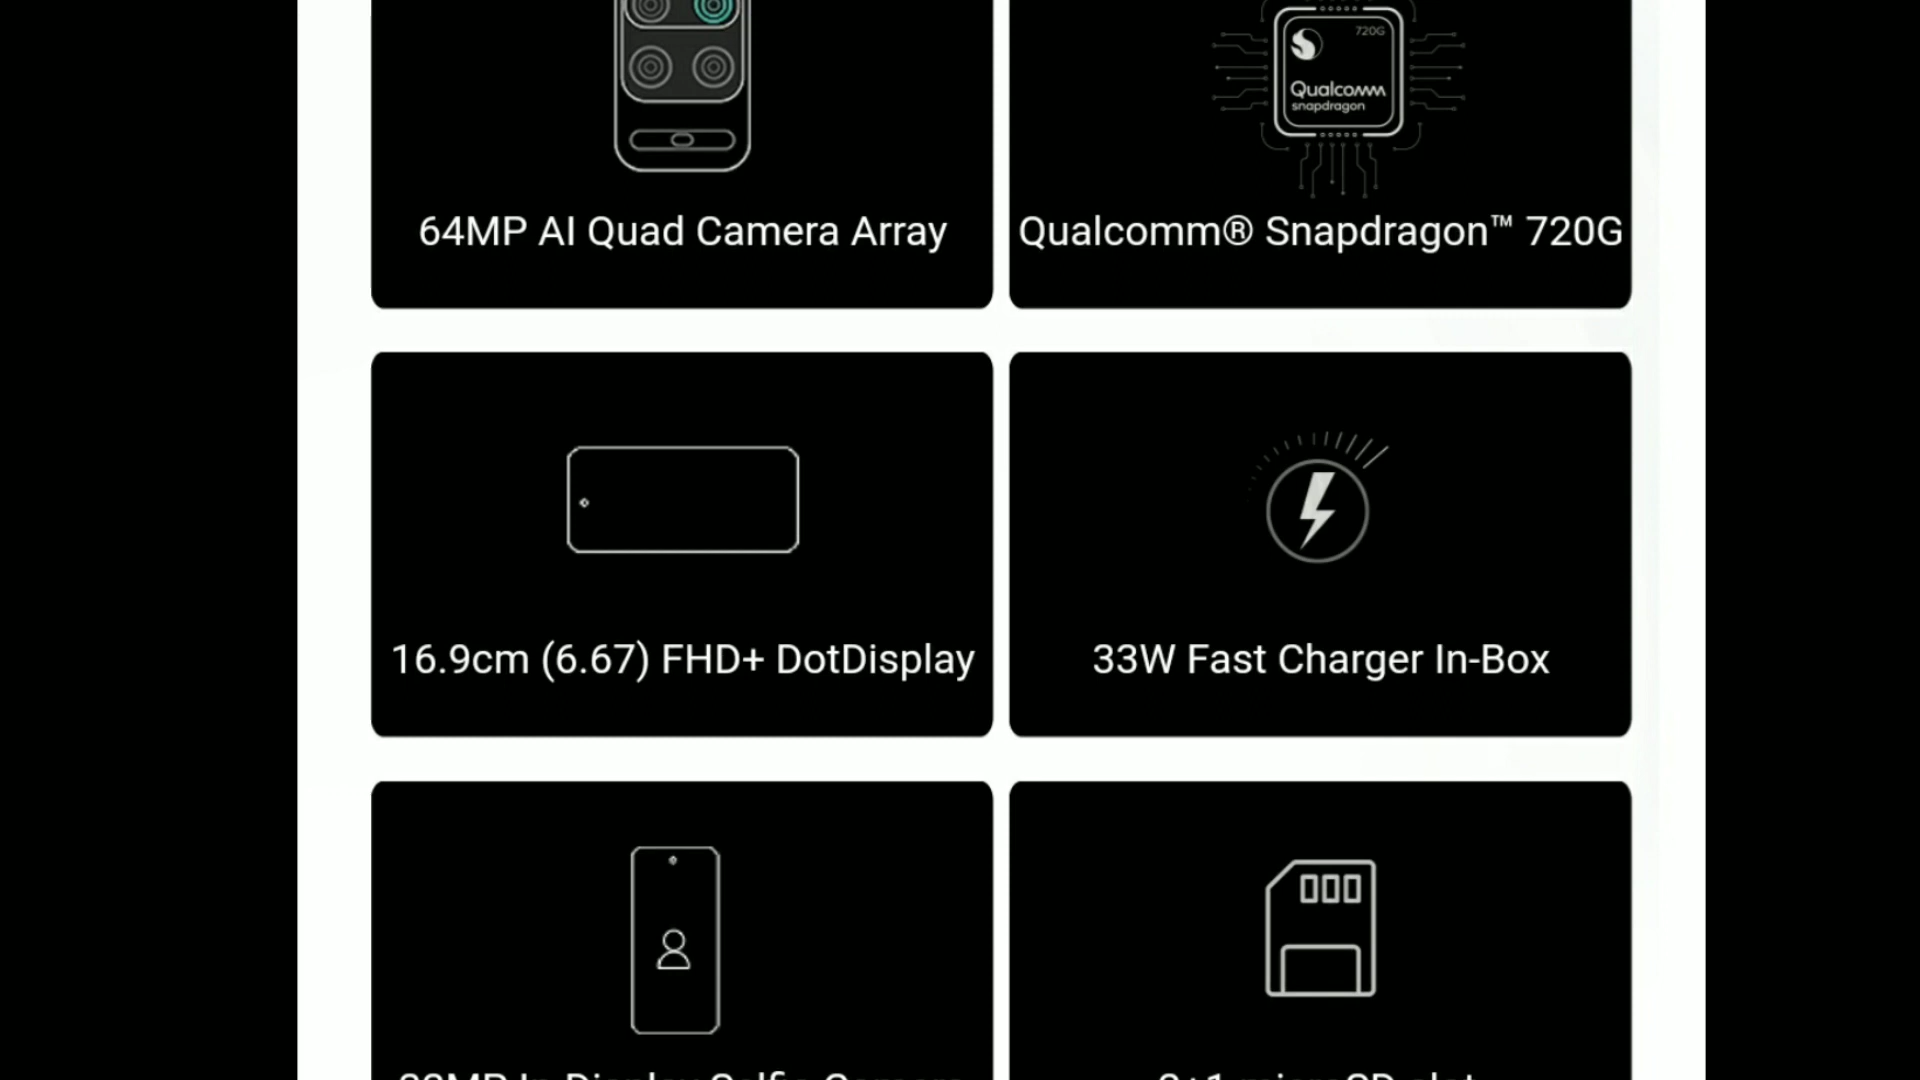 720G
Qualcomm
snapdragon
64MP AI Quad Camera Array
Qualcomm® Snapdragon™ 720G
16.9cm (6.67) FHD+ DotDisplay
33W Fast Charger In-Box